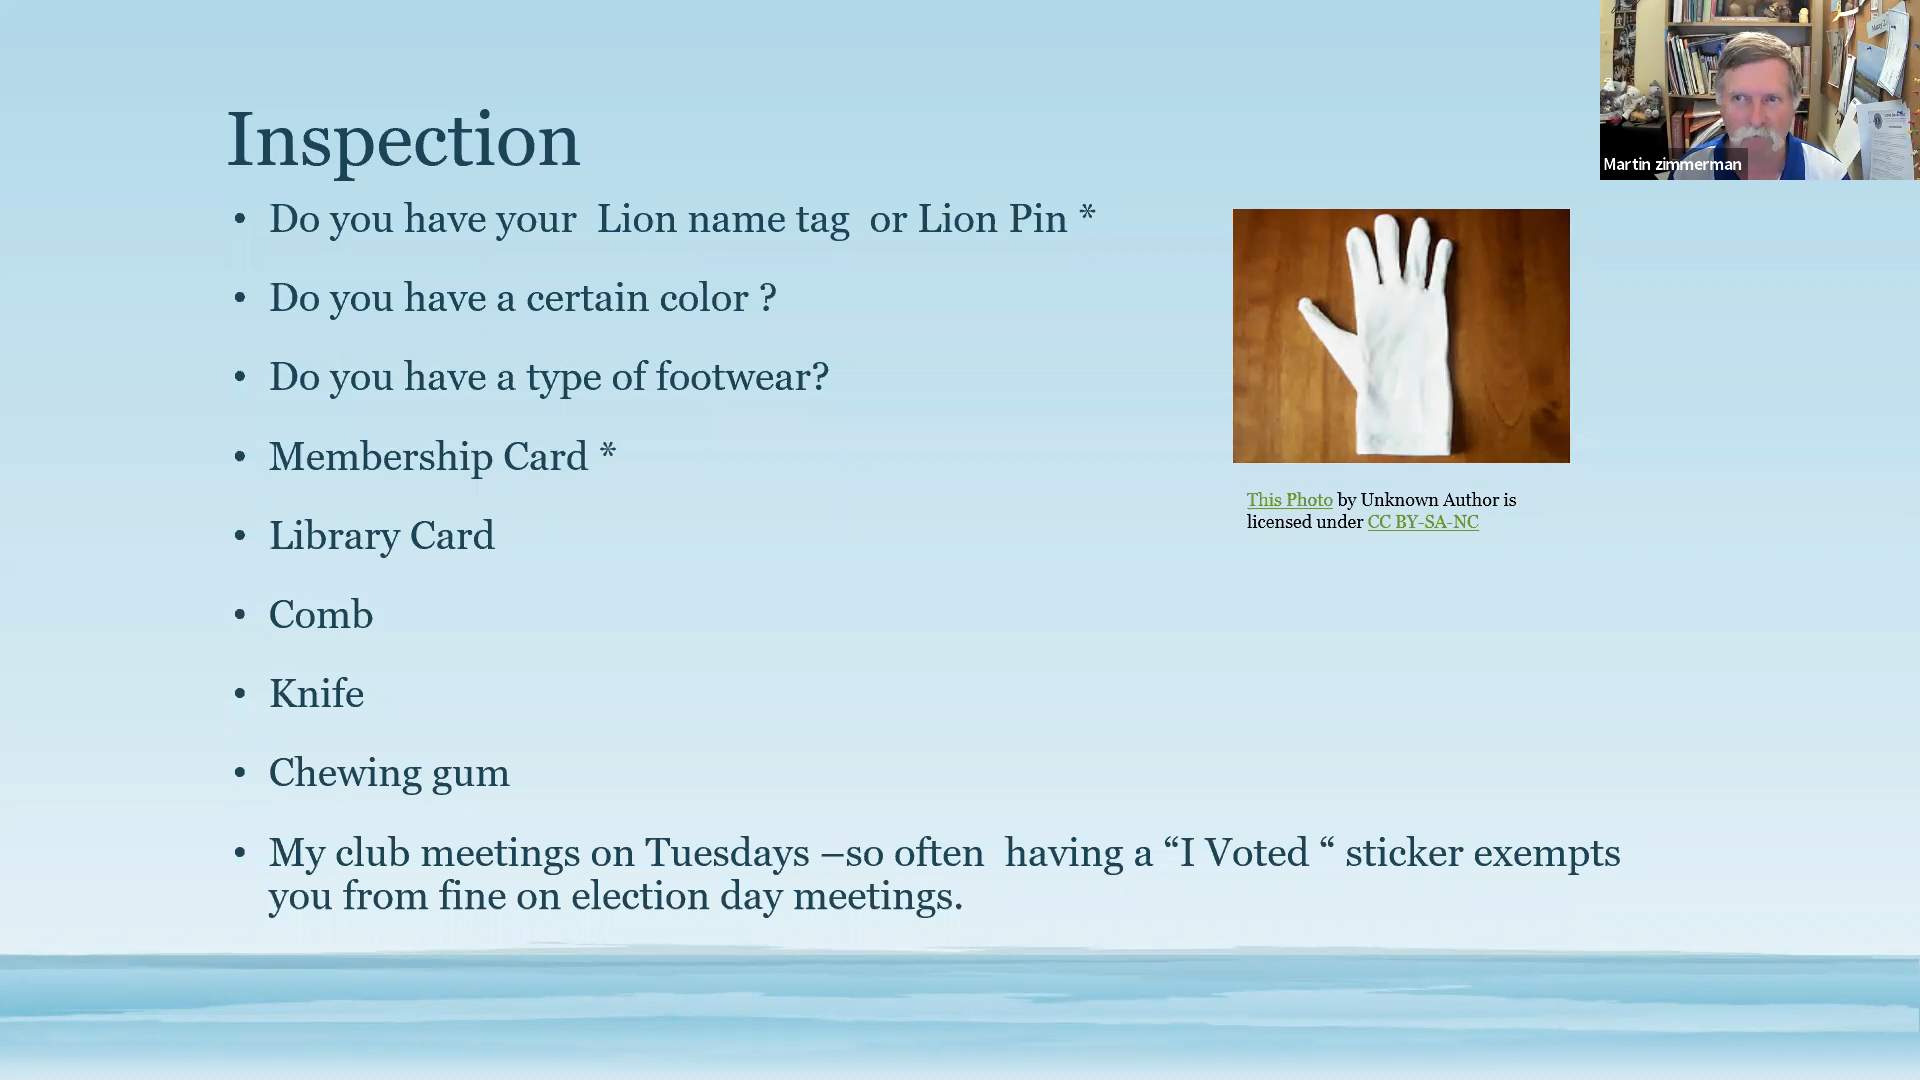 Inspection
• Do you have your Lion name tag or Lion Pin *
• Do you have a certain color ?
• Do you have a type of footwear?
• Membership Card *
• Library Card
• Comb
• Knife
• Chewing gum
• My club meetings on Tuesdays –so often having a “I Voted “ sticker exempts
you from fine on election day meetings.
This Photo by Unknown Author is
licensed under CC BY-SA-NC
Martin zimmerman